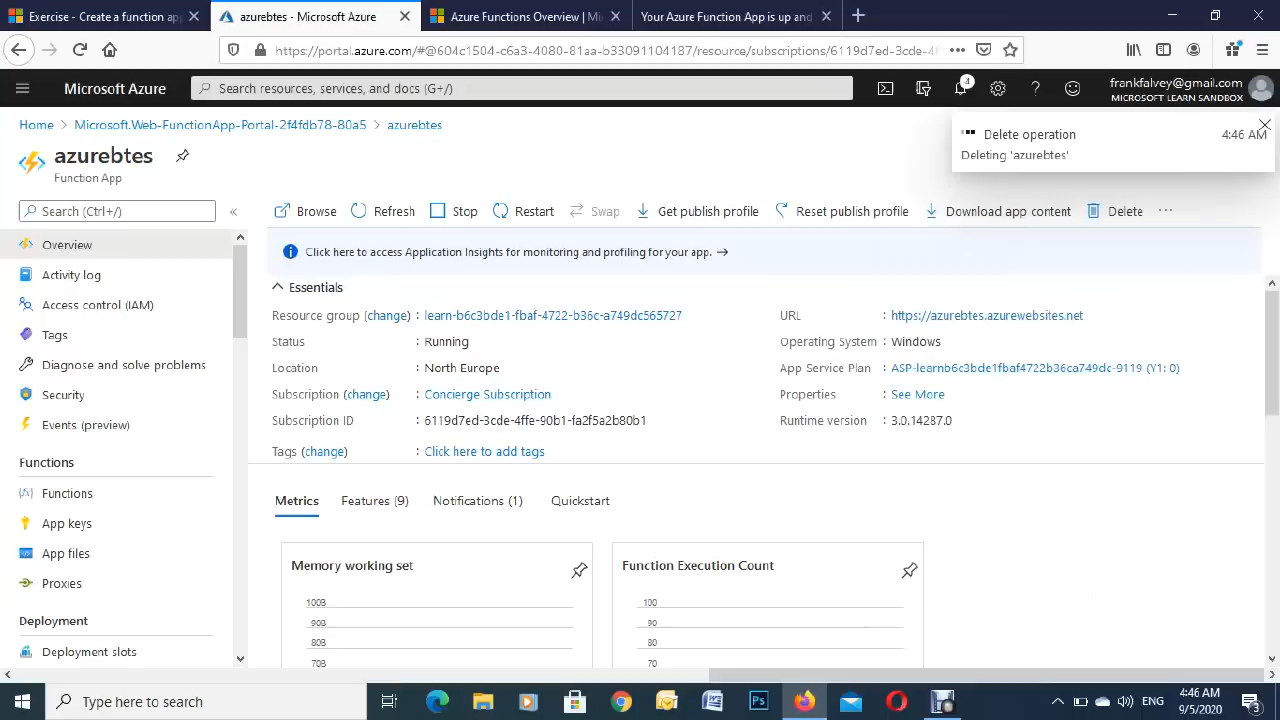 Exercise - Create a function app
azurebtes - Microsoft Azure
Azure Functions Overview | Mi
Your Azure Function App is up and
https://portal.azure.com/#@604c1504-c6a3-4080-81aa-b33091104187/resource/subscriptions/6119d7ed-3cde-4f
Microsoft Azure
Search resources, services, and docs (G+/)
4
frankfalvey@gmail.com
MICROSOFT LEARN SANDBOX
Home > Microsoft.Web-FunctionApp-Portal-2f4fdb78-80a5 > azurebtes
Delete operation
4:46 AM
Deleting 'azurebtes'
azurebtes
Function App
Search (Ctrl+/)
«
Browse
Refresh
Stop
Restart
Swap
Get publish profile
Reset publish profile
Download app content
Delete
Overview
Activity log
Access control (IAM)
Tags
Diagnose and solve problems
Security
Events (preview)
Functions
Functions
App keys
App files
Proxies
Deployment
Deployment slots
Click here to access Application Insights for monitoring and profiling for your app. →
Essentials
Resource group (change) : learn-b6c3bde1-fbaf-4722-b36c-a749dc565727
Status : Running
Location : North Europe
Subscription (change) : Concierge Subscription
Subscription ID : 6119d7ed-3cde-4ffe-90b1-fa2f5a2b80b1
Tags (change) : Click here to add tags
URL : https://azurebtes.azurewebsites.net
Operating System : Windows
App Service Plan : ASP-learnb6c3bde1fbaf4722b36ca749dc-9119 (Y1: 0)
Properties : See More
Runtime version : 3.0.14287.0
Metrics
Features (9)
Notifications (1)
Quickstart
Memory working set
100B
90B
80B
70B
Function Execution Count
100
90
80
70
Type here to search
ENG
4:46 AM
9/5/2020
3